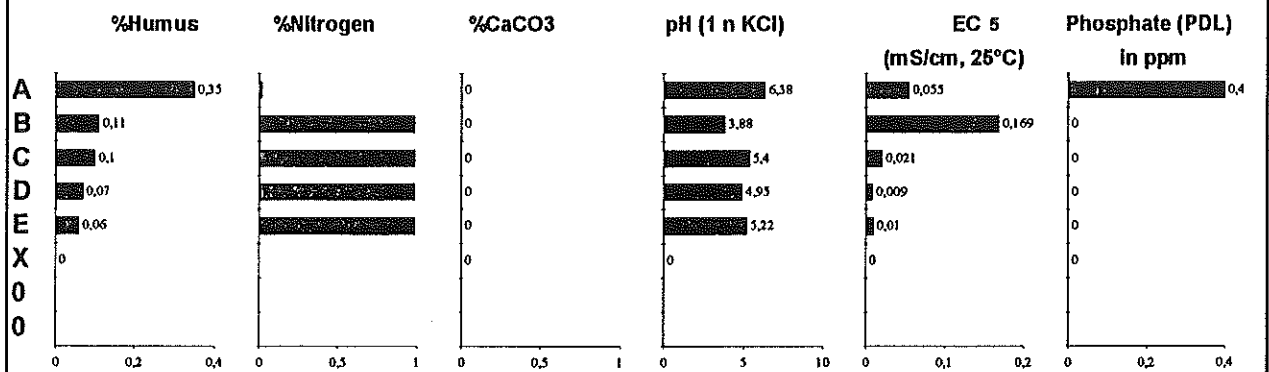 %Humus %Nitrogen %CaCO3 pH (1 n KCl) EC 5 Phosphate (PDL)
(mS/cm, 25ºC) in ppm
A 0,35 0 6,38 0,055 0,4
B 0,11 0 3,88 0,169 0
C 0,1 0 5,4 0,021 0
D 0,07 0 4,95 0,009 0
E 0,06 0 5,22 0,01 0
X 0 0 0 0 0
0
0
0 0,2 0,4 0 0,5 1 0 0,5 1 0 5 10 0 0,1 0,2 0 0,2 0,4